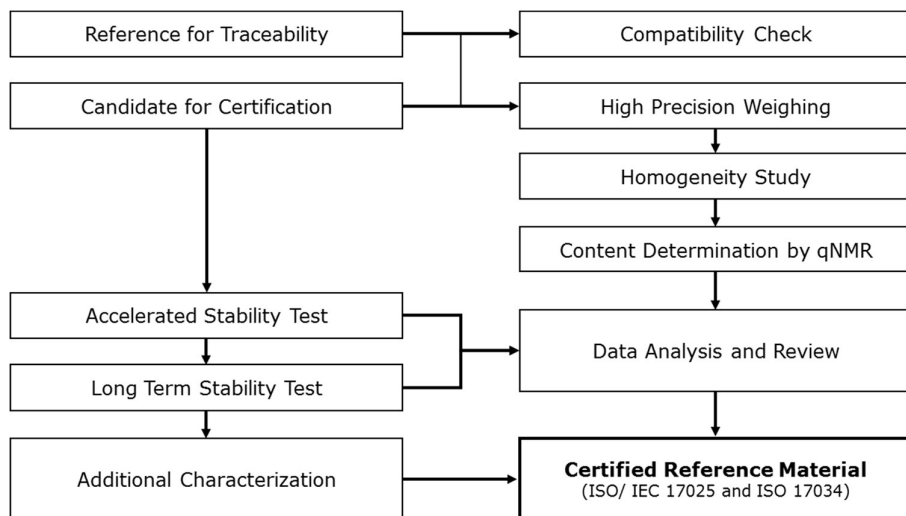 Reference for Traceability
Compatibility Check
Candidate for Certification
High Precision Weighing
Homogeneity Study
Content Determination by qNMR
Accelerated Stability Test
Data Analysis and Review
Long Term Stability Test
Additional Characterization
Certified Reference Material
(ISO/ IEC 17025 and ISO 17034)